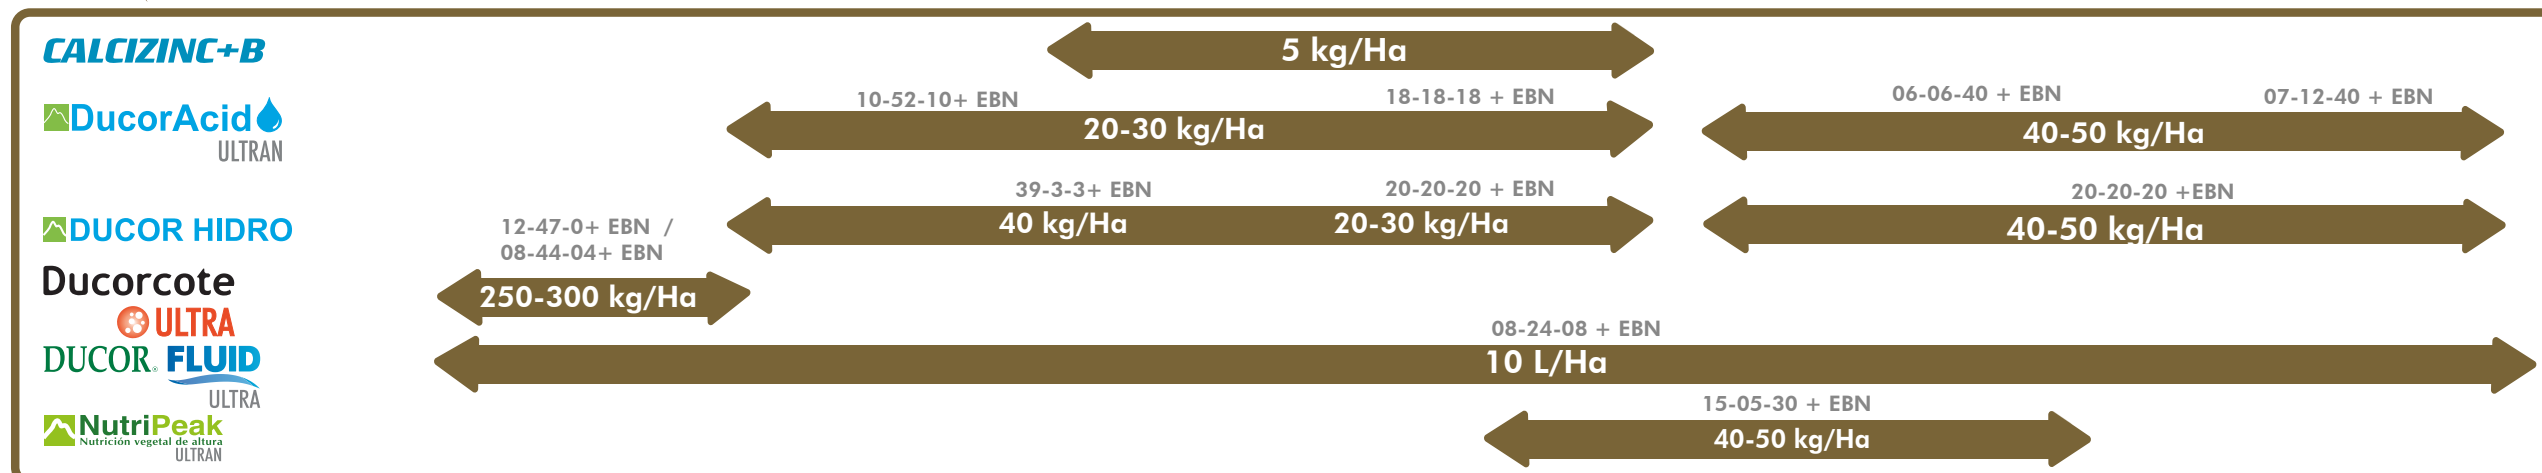 CALCIZINC+B
5 kg/Ha
DucorAcid
ULTRAN
10-52-10+ EBN
18-18-18 + EBN
20-30 kg/Ha
06-06-40 + EBN
07-12-40 + EBN
40-50 kg/Ha
DUCOR HIDRO
39-3-3+ EBN
20-20-20 + EBN
40 kg/Ha
20-30 kg/Ha
20-20-20 +EBN
40-50 kg/Ha
12-47-0+ EBN /
08-44-04+ EBN
Ducorcote
ULTRA
250-300 kg/Ha
DUCOR® FLUID
ULTRA
08-24-08 + EBN
10 L/Ha
NutriPeak
Nutrición vegetal de altura
ULTRAN
15-05-30 + EBN
40-50 kg/Ha